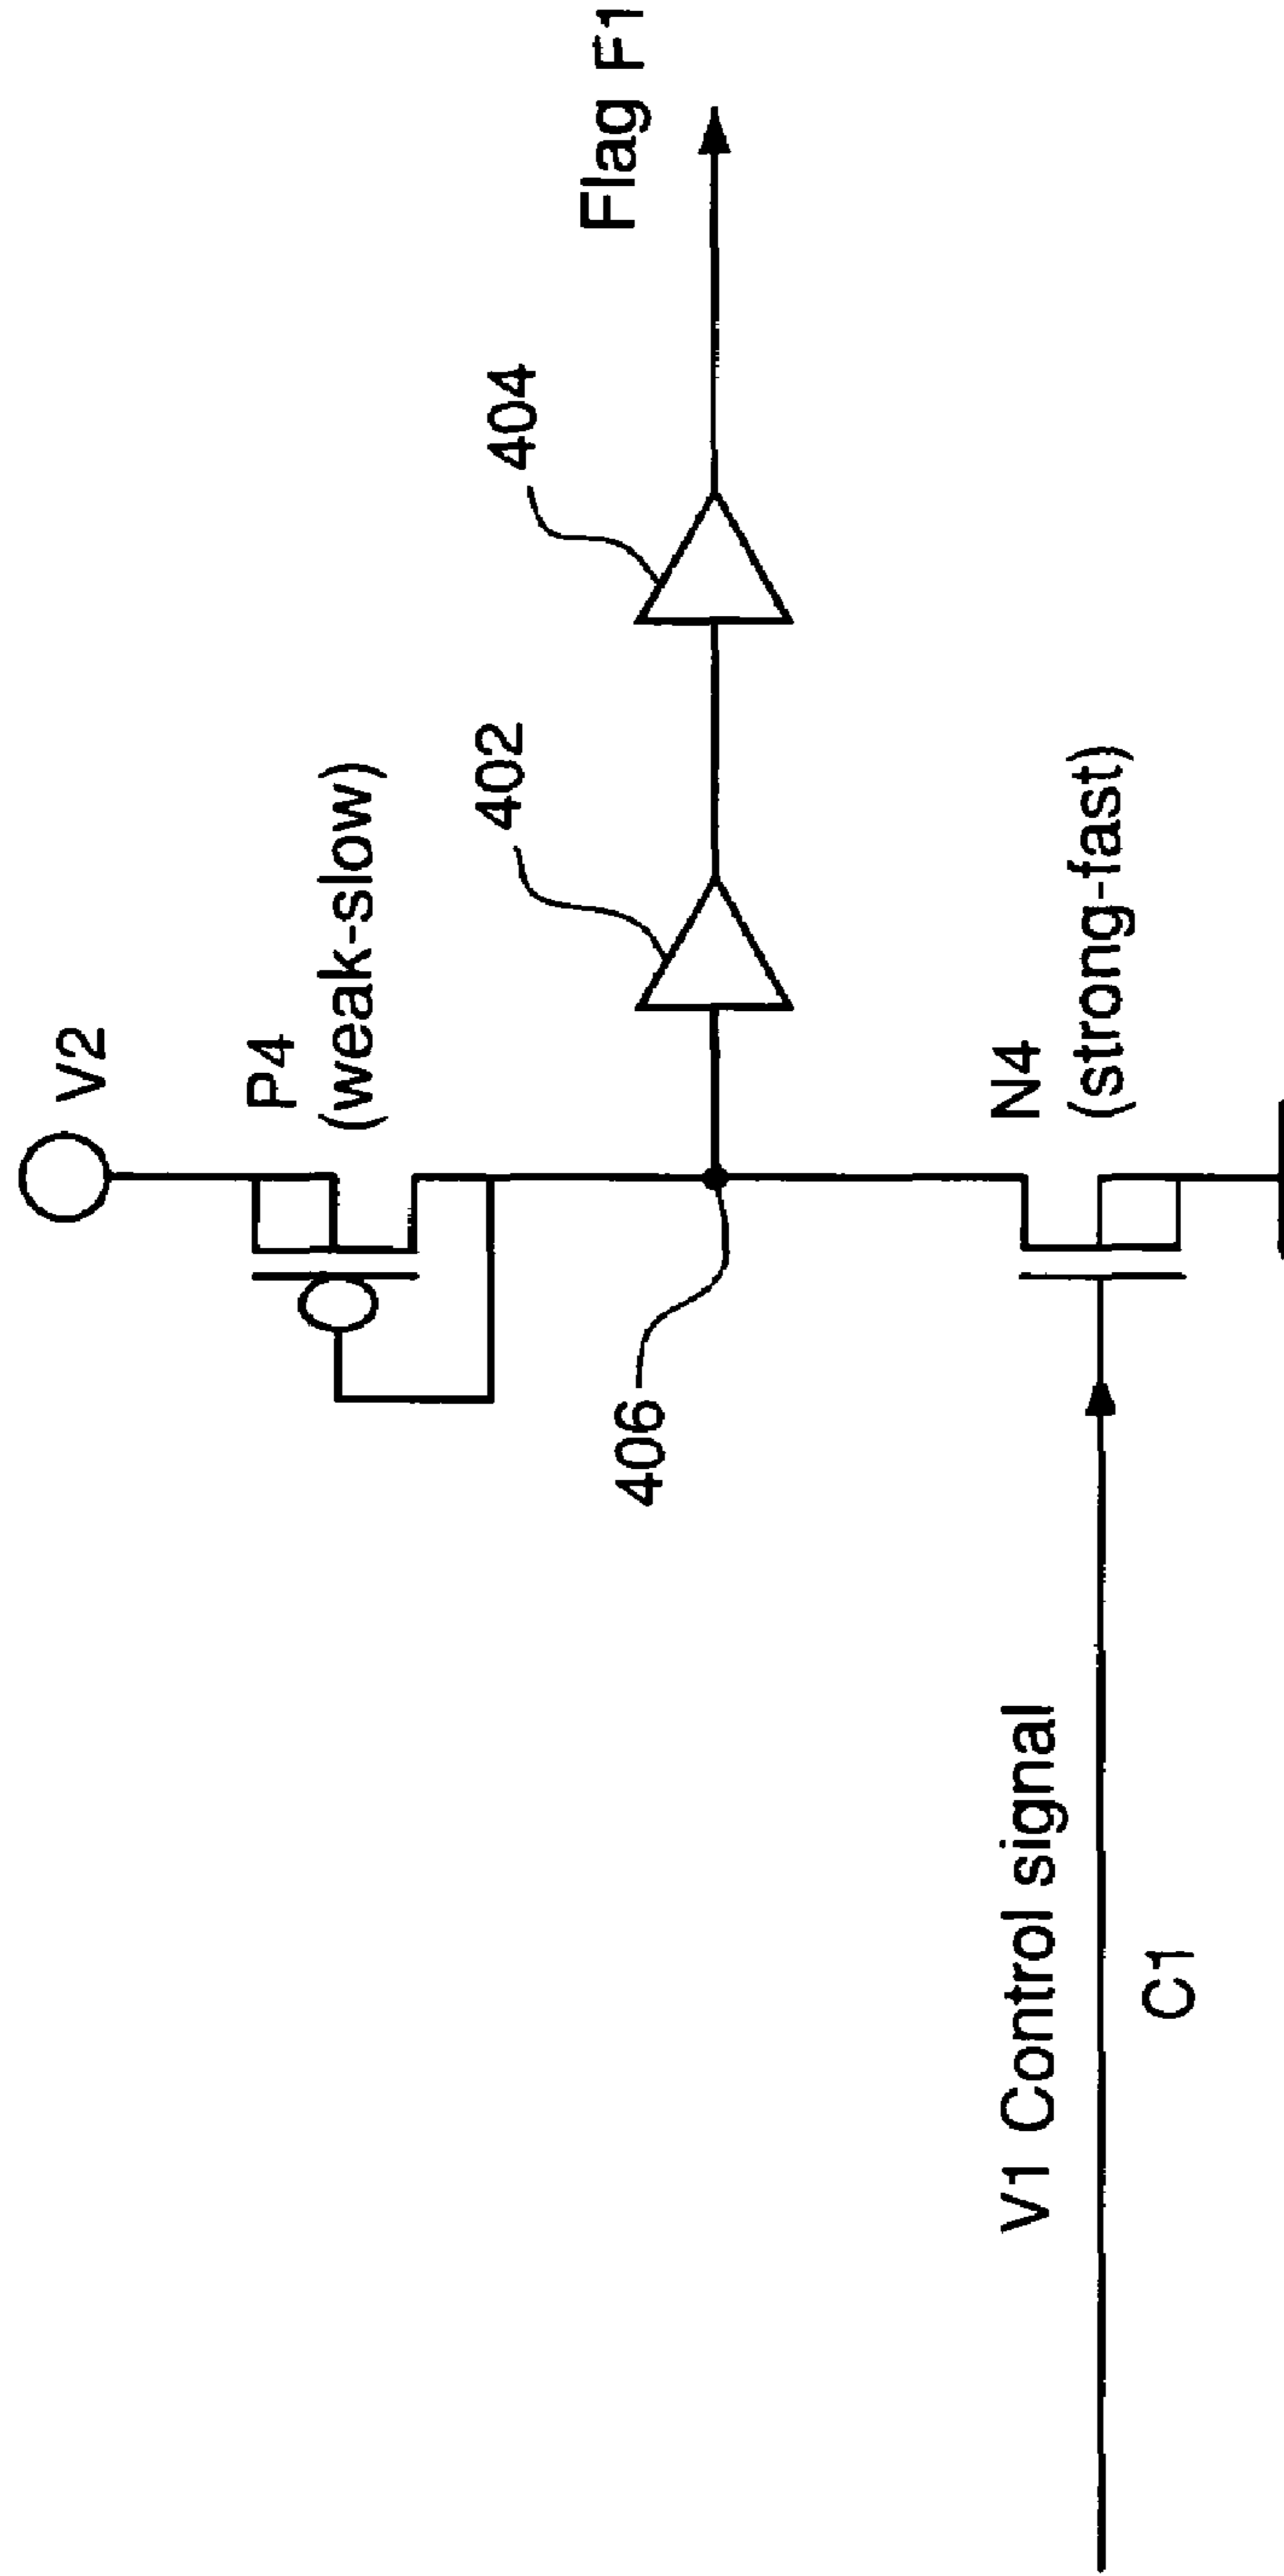 V2
P4
(weak-slow)
402
404
Flag F1
406
N4
(strong-fast)
V1 Control signal
C1